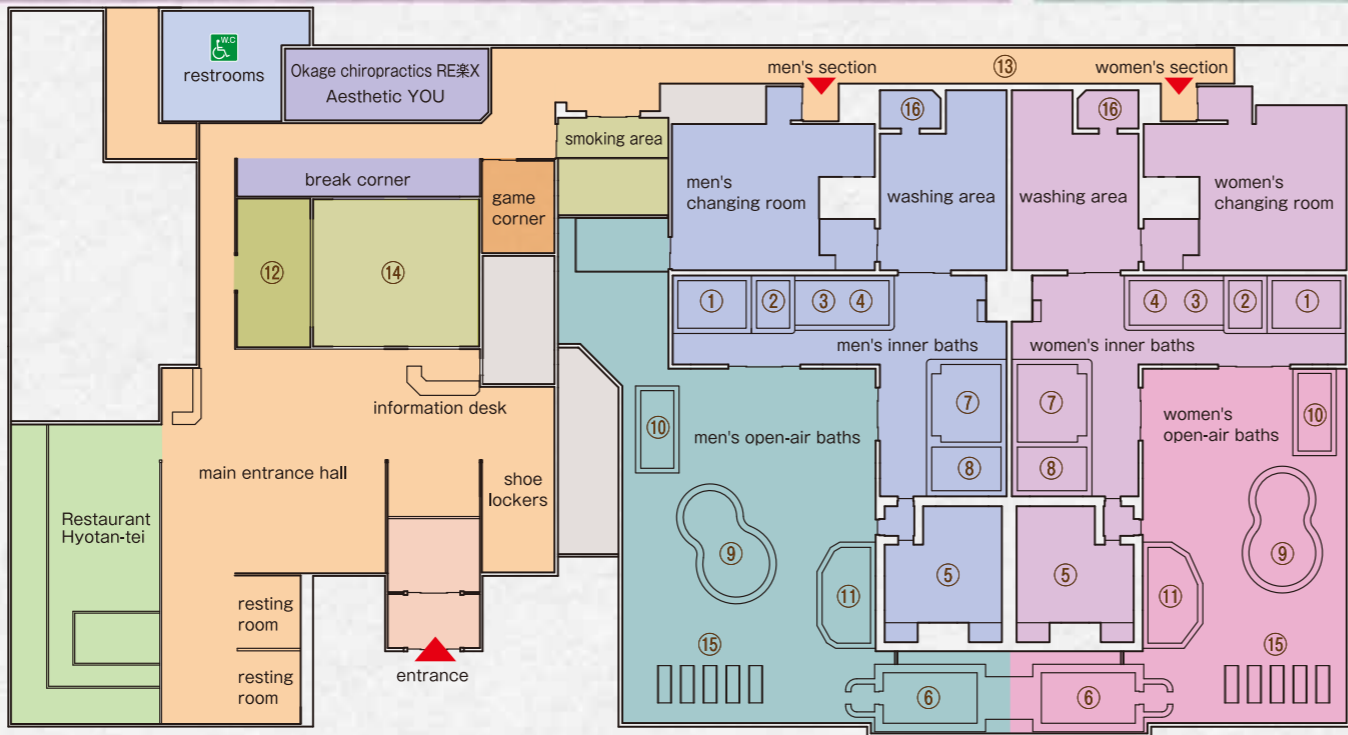 W.C
restrooms
Okage chiropractics RE楽X
Aesthetic YOU
men's section
⑬
women's section
smoking area
break corner
game
corner
men's
changing room
⑯
washing area
⑯
washing area
women's
changing room
⑫
⑭
①
②
③
④
④
③
②
①
men's inner baths
women's inner baths
information desk
⑩
men's open-air baths
⑦
⑦
women's
open-air baths
⑩
⑧
⑧
main entrance hall
shoe
lockers
Restaurant
Hyotan-tei
⑨
⑪
⑤
⑤
⑪
⑨
resting
room
resting
room
entrance
⑮
⑮
⑥
⑥